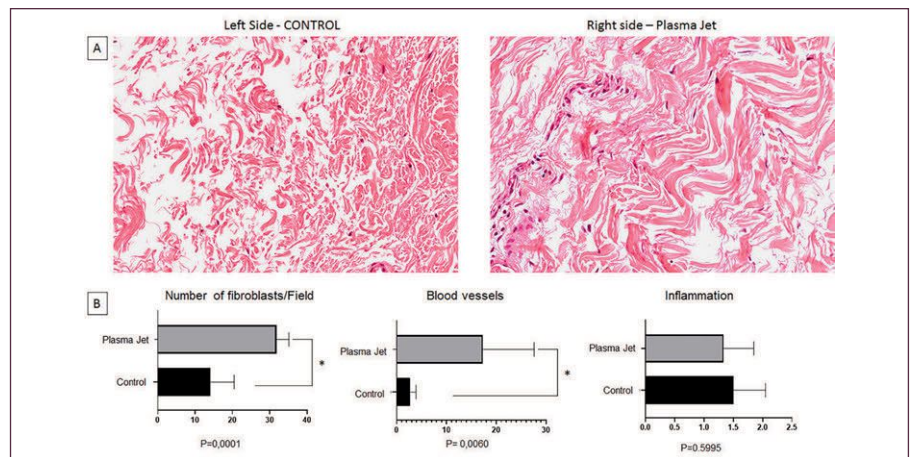 Left Side - CONTROL
Right side – Plasma Jet
A
B
Number of fibroblasts/Field
Plasma Jet
Control
*
0 10 20 30 40
P=0,0001
Blood vessels
Plasma Jet
Control
*
0 10 20 30
P= 0,0060
Inflammation
Plasma Jet
Control
0.0 0.5 1.0 1.5 2.0 2.5
P=0.5995